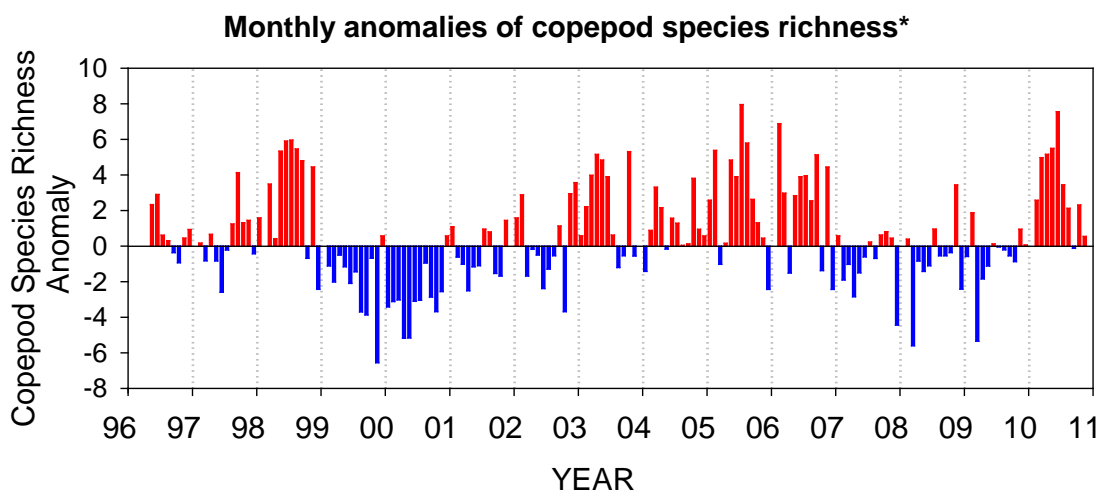 Monthly anomalies of copepod species richness*
Copepod Species Richness
Anomaly
10
8
6
4
2
0
-2
-4
-6
-8
96 97 98 99 00 01 02 03 04 05 06 07 08 09 10 11
YEAR